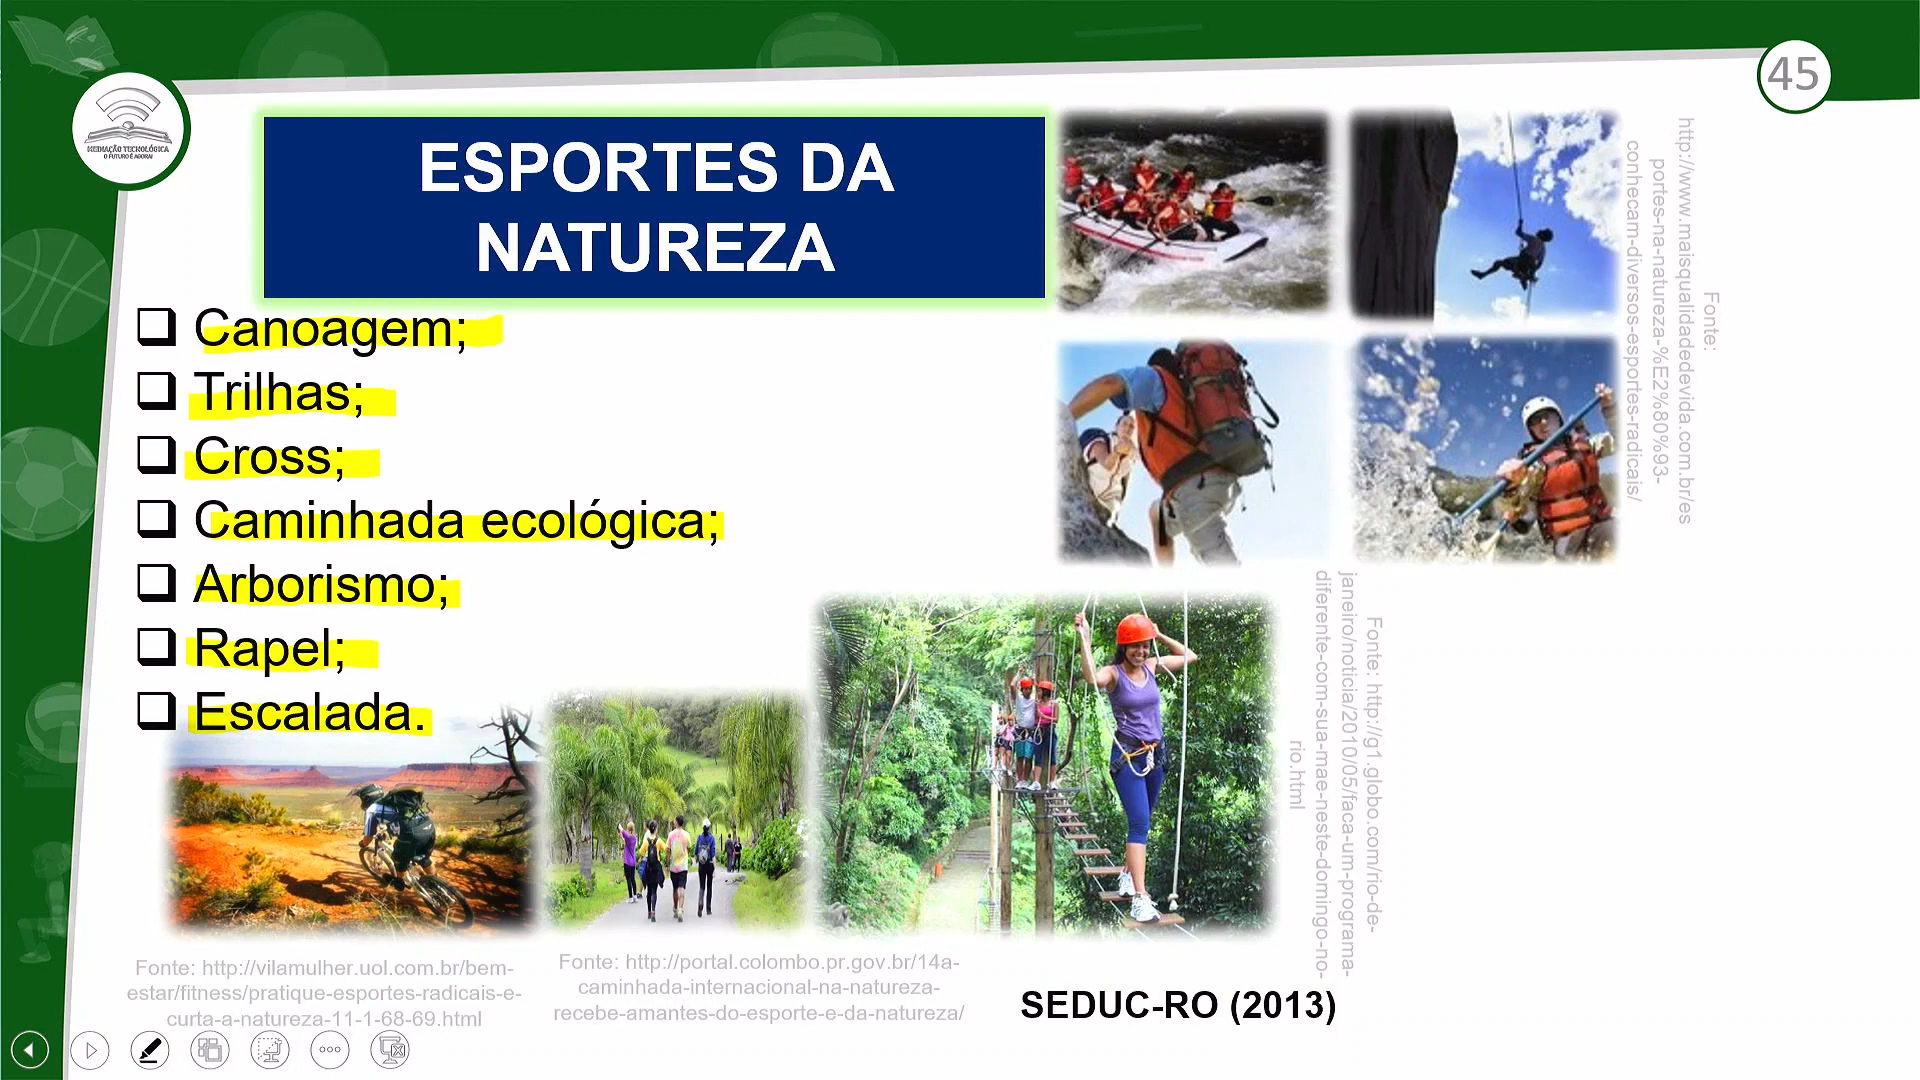 45
MEDIAÇÃO TECNOLÓGICA
O FUTURO É AGORA!
ESPORTES DA
NATUREZA
Canoagem;
Trilhas;
Cross;
Caminhada ecológica;
Arborismo;
Rapel;
Escalada.
Fonte:
http://www.maisqualidadedevida.com.br/es
portes-na-natureza-%E2%80%93-
conhecam-diversos-esportes-radicais/
Fonte: http://g1.globo.com/rio-de-
janeiro/noticia/2010/05/faca-um-programa-
diferente-com-sua-mae-neste-domingo-no-
rio.html
Fonte: http://vilamulher.uol.com.br/bem-
estar/fitness/pratique-esportes-radicais-e-
curta-a-natureza-11-1-68-69.html
Fonte: http://portal.colombo.pr.gov.br/14a-
caminhada-internacional-na-natureza-
recebe-amantes-do-esporte-e-da-natureza/
SEDUC-RO (2013)